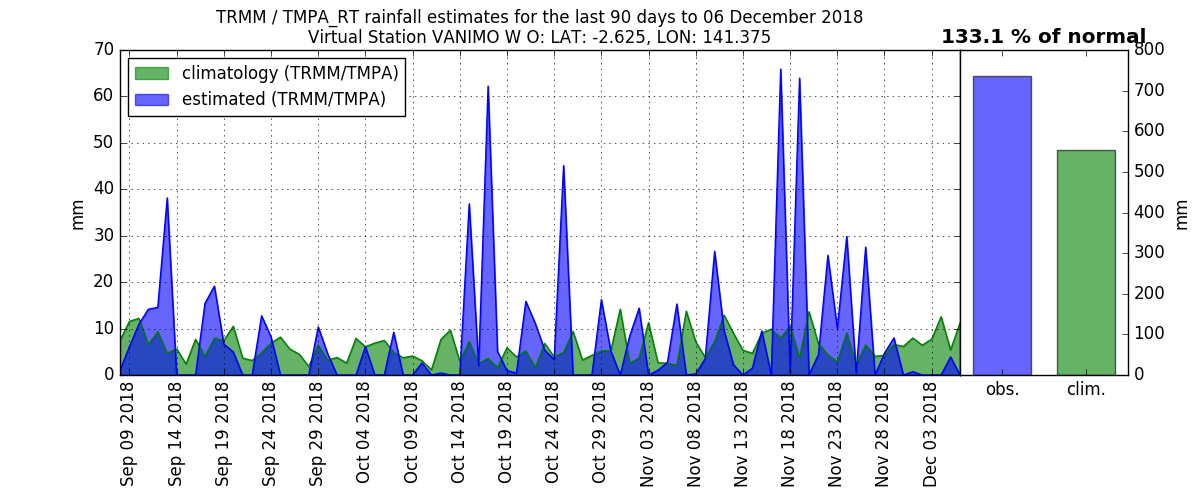 TRMM / TMPA_RT rainfall estimates for the last 90 days to 06 December 2018
Virtual Station VANIMO W O: LAT: -2.625, LON: 141.375
133.1 % of normal
climatology (TRMM/TMPA)
estimated (TRMM/TMPA)
mm
70
60
50
40
30
20
10
0
Sep 09 2018
Sep 14 2018
Sep 19 2018
Sep 24 2018
Sep 29 2018
Oct 04 2018
Oct 09 2018
Oct 14 2018
Oct 19 2018
Oct 24 2018
Oct 29 2018
Nov 03 2018
Nov 08 2018
Nov 13 2018
Nov 18 2018
Nov 23 2018
Nov 28 2018
Dec 03 2018
obs.
clim.
800
700
600
500
400
300
200
100
0
mm